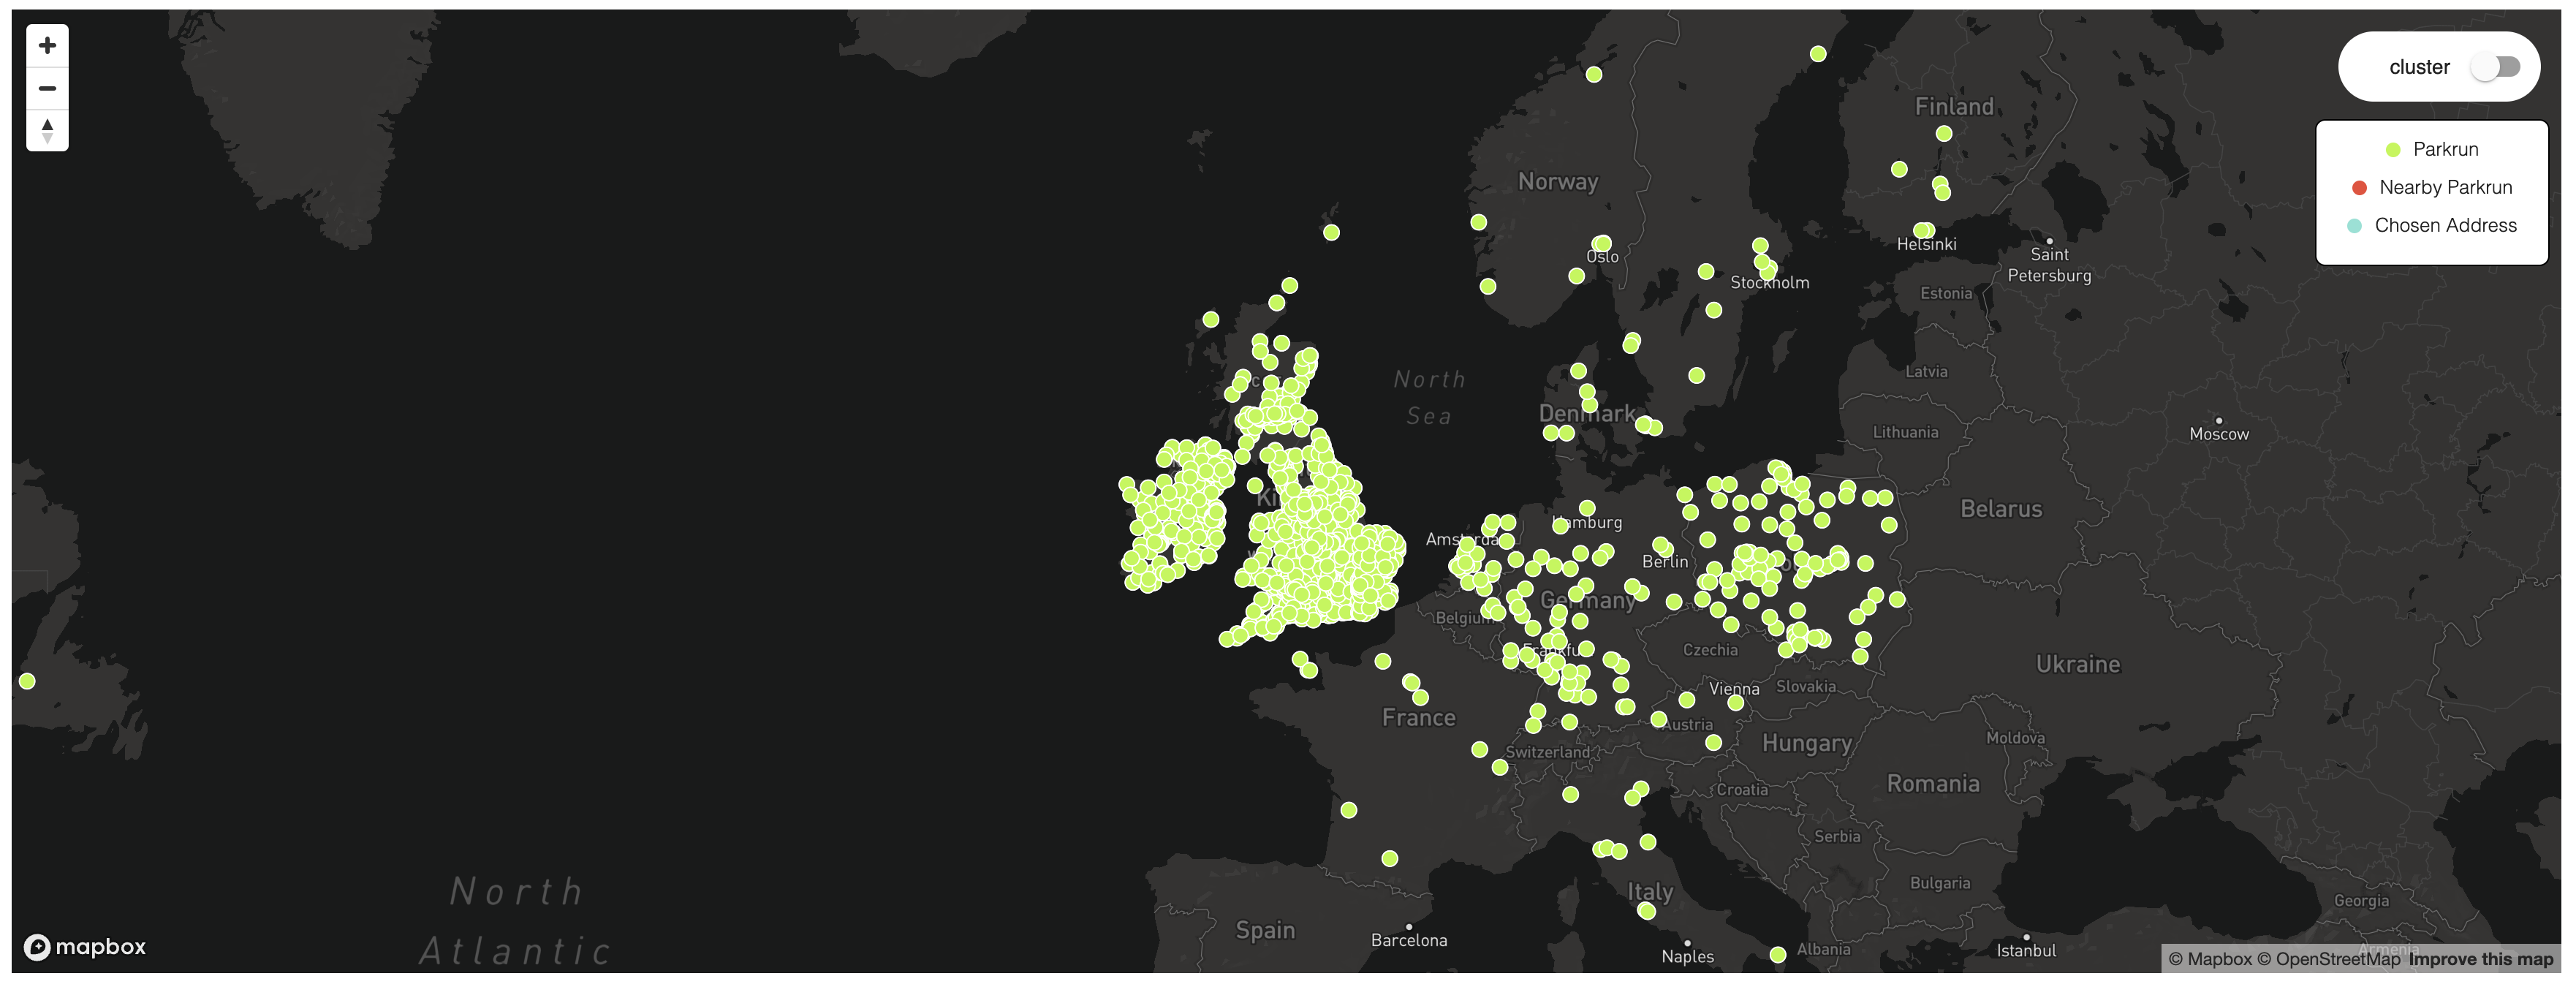 cluster
Parkrun
Nearby Parkrun
Chosen Address
Finland
Norway
Helsinki
Oslo
Saint
Petersburg
Stockholm
Estonia
North
Sea
Latvia
Denmark
Lithuania
Moscow
Belarus
Hamburg
Berlin
Germany
Belgium
Czechia
Ukraine
Vienna
Slovakia
France
Austria
Hungary
Moldova
Switzerland
Romania
Croatia
Serbia
Bulgaria
North
Atlantic
Italy
Georgia
Spain
Barcelona
Naples
Albania
Istanbul
Armenia
mapbox
© Mapbox © OpenStreetMap Improve this map